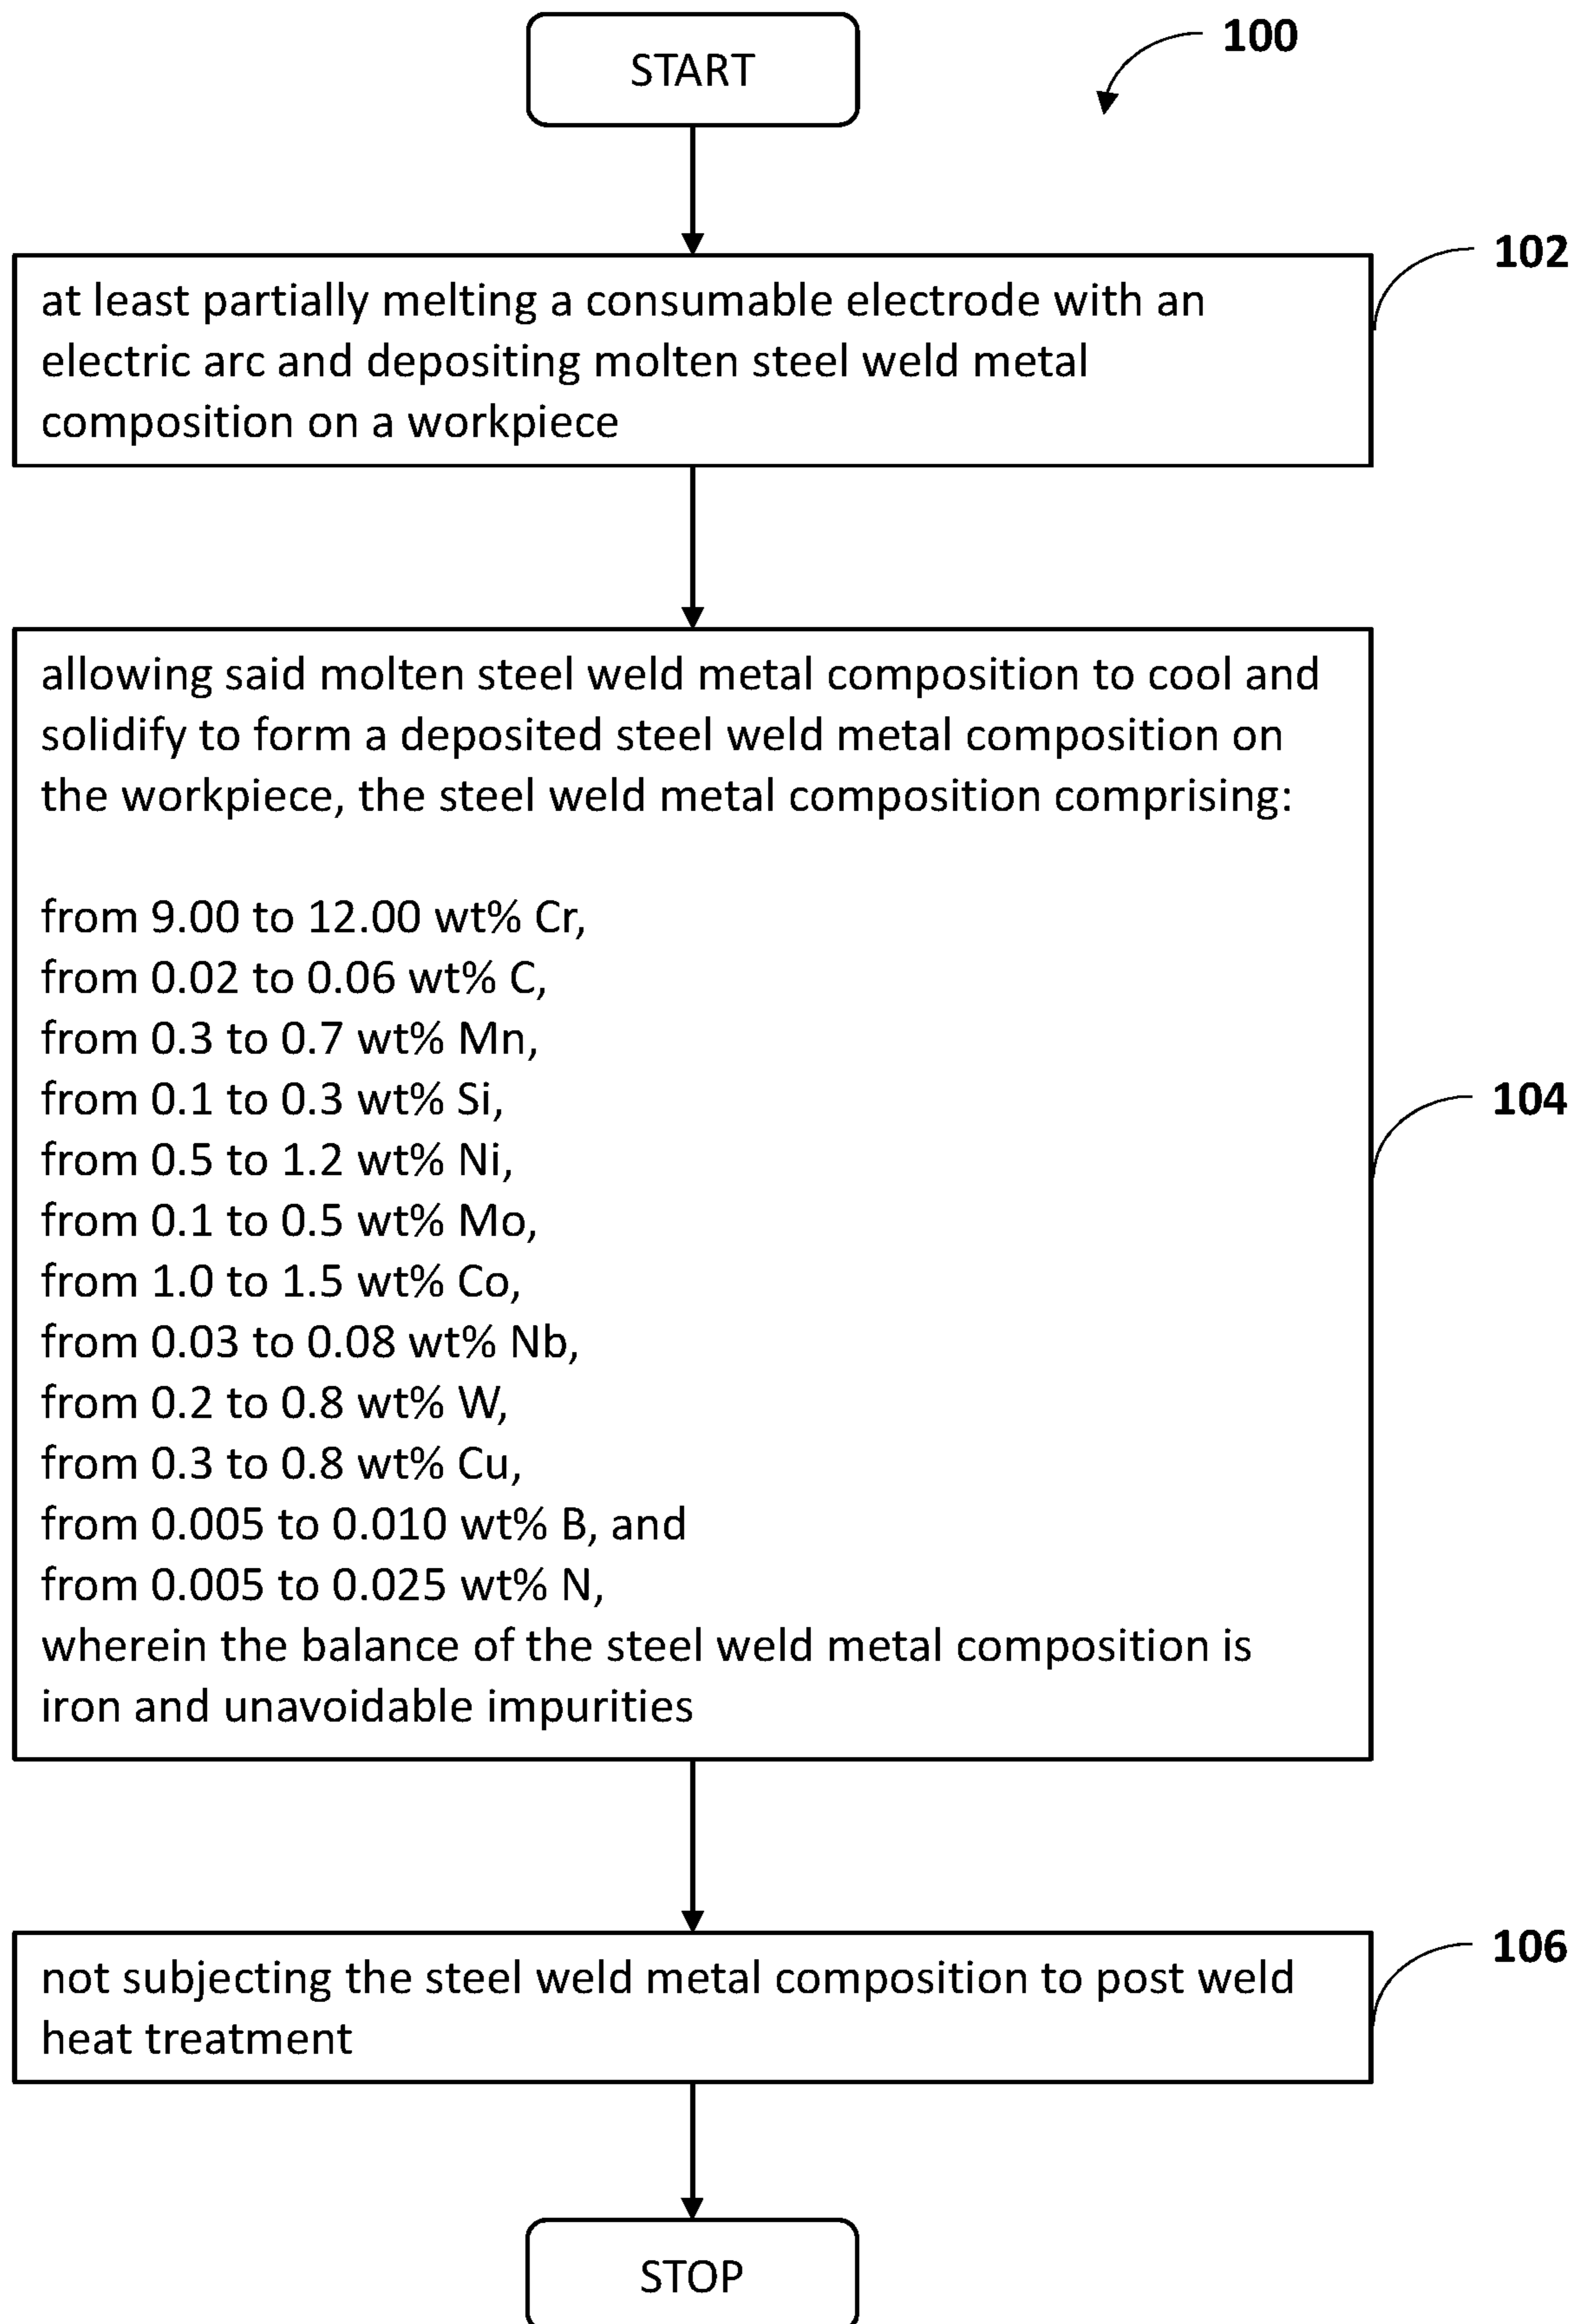 START
100
102
at least partially melting a consumable electrode with an
electric arc and depositing molten steel weld metal
composition on a workpiece
allowing said molten steel weld metal composition to cool and
solidify to form a deposited steel weld metal composition on
the workpiece, the steel weld metal composition comprising:
from 9.00 to 12.00 wt% Cr,
from 0.02 to 0.06 wt% C,
from 0.3 to 0.7 wt% Mn,
from 0.1 to 0.3 wt% Si,
104
from 0.5 to 1.2 wt% Ni,
from 0.1 to 0.5 wt% Mo,
from 1.0 to 1.5 wt% Co,
from 0.03 to 0.08 wt% Nb,
from 0.2 to 0.8 wt% W,
from 0.3 to 0.8 wt% Cu,
from 0.005 to 0.010 wt% B, and
from 0.005 to 0.025 wt% N,
wherein the balance of the steel weld metal composition is
iron and unavoidable impurities
106
not subjecting the steel weld metal composition to post weld
heat treatment
STOP